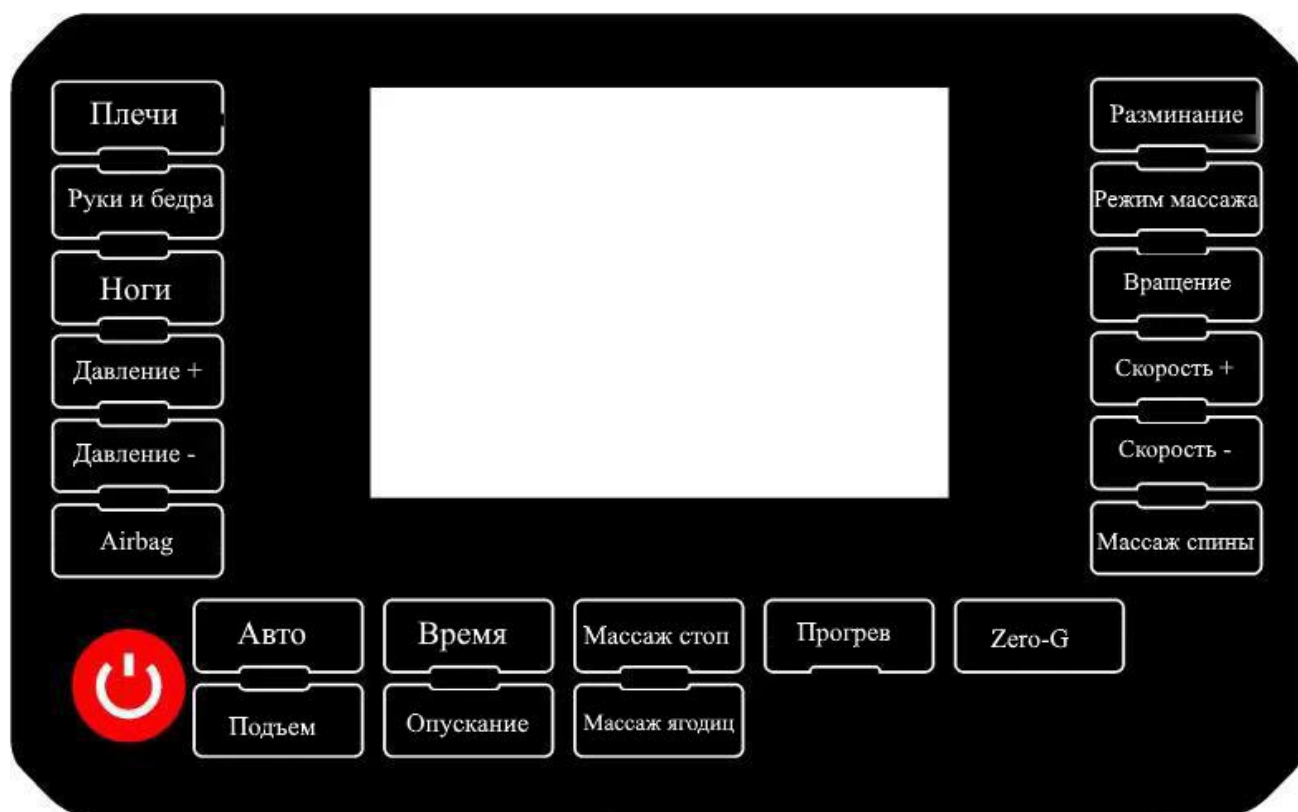 Плечи
Руки и бедра
Ноги
Давление +
Давление -
Airbag
Разминание
Режим массажа
Вращение
Скорость +
Скорость -
Массаж спины
Авто
Время
Массаж стоп
Прогрев
Zero-G
Подъем
Опускание
Массаж ягодиц